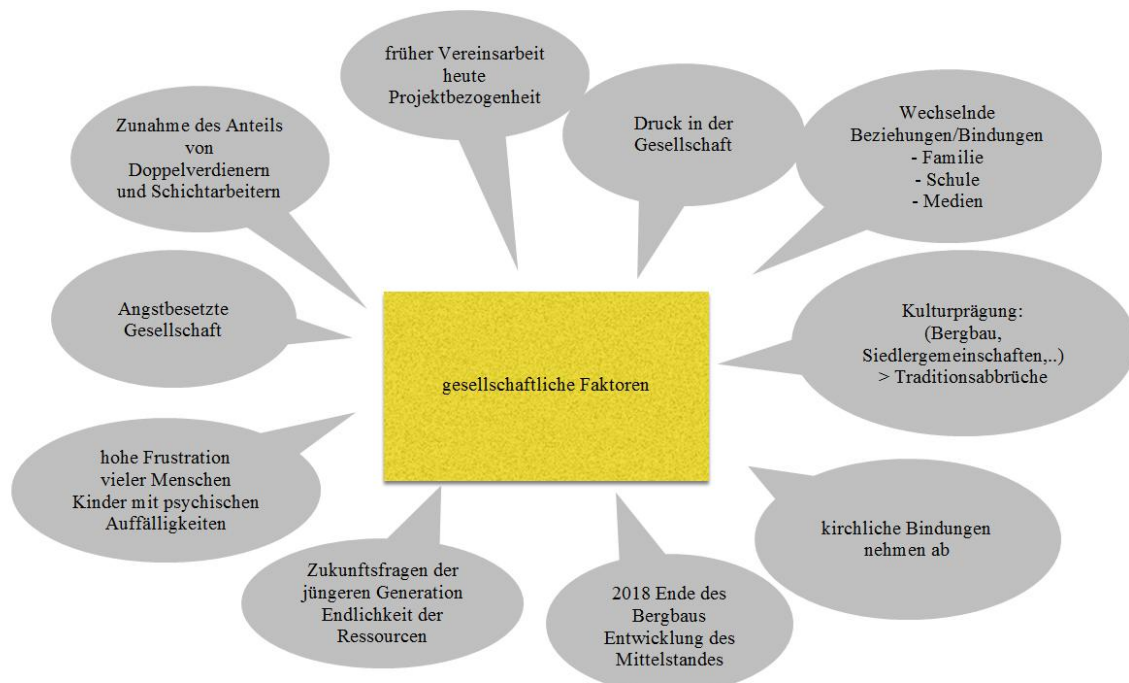 früher Vereinsarbeit
heute
Projektbezogenheit
Druck in der
Gesellschaft
Wechselnde
Beziehungen/Bindungen
- Familie
- Schule
- Medien
Zunahme des Anteils
von
Doppelverdienern
und Schichtarbeitern
Angstbesetzte
Gesellschaft
Kulturprägung:
(Bergbau,
Siedlergemeinschaften,..)
> Traditionsabbrüche
gesellschaftliche Faktoren
hohe Frustration
vieler Menschen
Kinder mit psychischen
Auffälligkeiten
kirchliche Bindungen
nehmen ab
Zukunftsfragen der
jüngeren Generation
Endlichkeit der
Ressourcen
2018 Ende des
Bergbaus
Entwicklung des
Mittelstandes